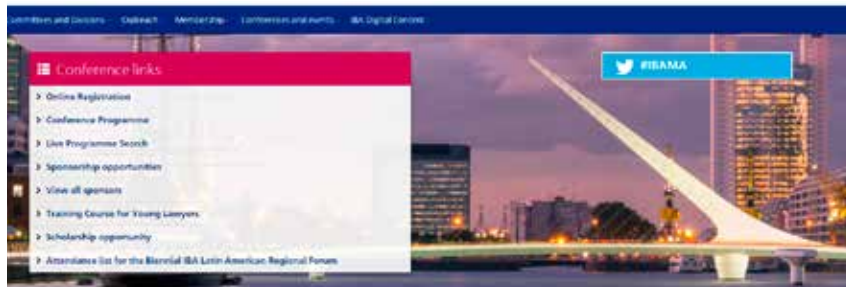 Committees and Divisions Outreach Membership Conferences and events IBA Digital Content
Conference links
#IBAMA
> Online Registration
> Conference Programme
> Live Programme Search
> Sponsorship opportunities
> View all sponsors
> Training Course for Young Lawyers
> Scholarship opportunity
> Attendance list for the Biennial IBA Latin American Regional Forum